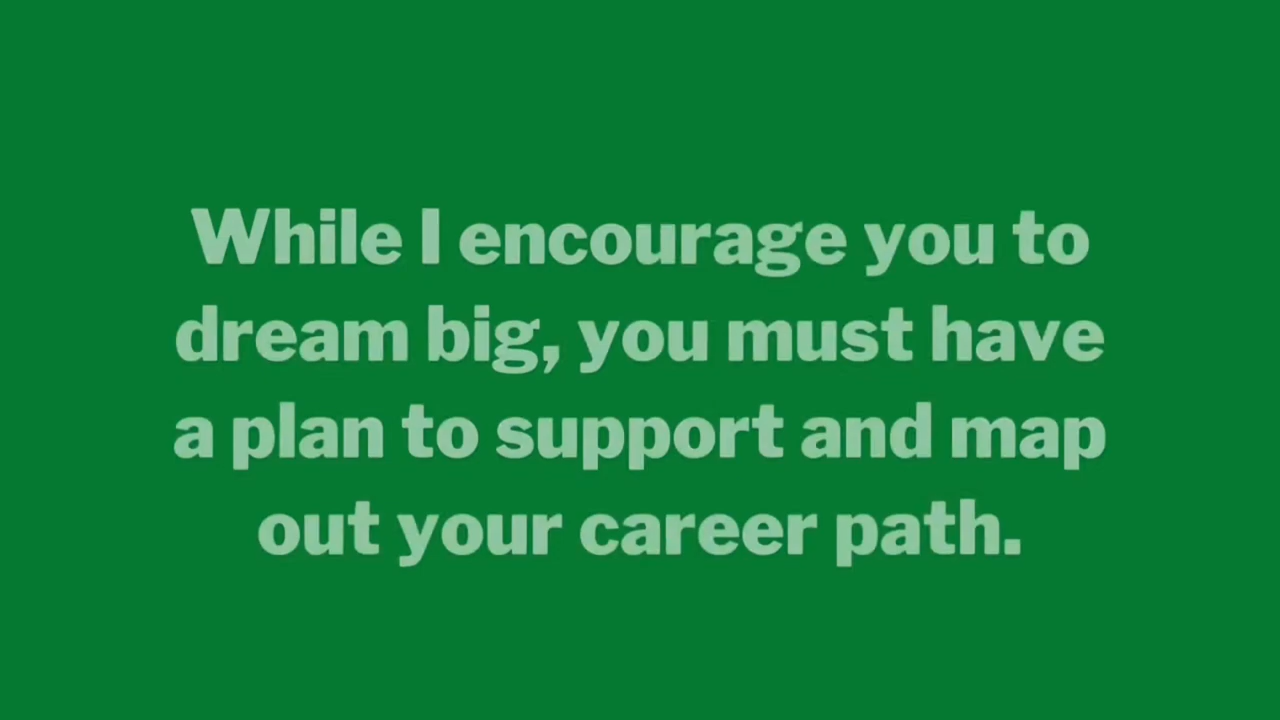 While I encourage you to
dream big, you must have
a plan to support and map
out your career path.